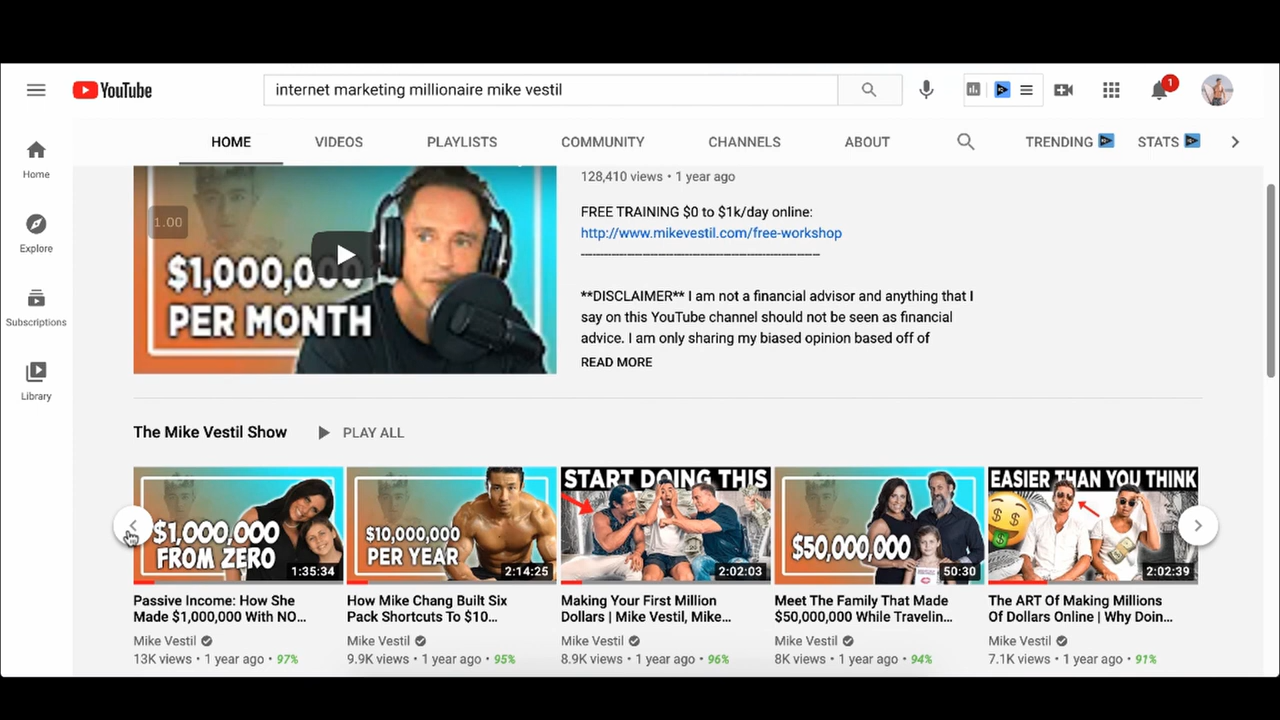 YouTube
internet marketing millionaire mike vestil
1
HOME
VIDEOS
PLAYLISTS
COMMUNITY
CHANNELS
ABOUT
TRENDING
STATS
Home
Explore
Subscriptions
Library
1.00
$1,000,000
PER MONTH
128,410 views • 1 year ago
FREE TRAINING $0 to $1k/day online:
http://www.mikevestil.com/free-workshop
**DISCLAIMER** I am not a financial advisor and anything that I
say on this YouTube channel should not be seen as financial
advice. I am only sharing my biased opinion based off of
READ MORE
The Mike Vestil Show
PLAY ALL
$1,000,000
FROM ZERO
1:35:34
$10,000,000
PER YEAR
2:14:25
START DOING THIS
2:02:03
$50,000,000
50:30
EASIER THAN YOU THINK
2:02:39
Passive Income: How She
Made $1,000,000 With NO...
Mike Vestil
13K views • 1 year ago • 97%
How Mike Chang Built Six
Pack Shortcuts To $10...
Mike Vestil
9.9K views • 1 year ago • 95%
Making Your First Million
Dollars | Mike Vestil, Mike...
Mike Vestil
8.9K views • 1 year ago • 96%
Meet The Family That Made
$50,000,000 While Travelin...
Mike Vestil
8K views • 1 year ago • 94%
The ART Of Making Millions
Of Dollars Online | Why Doin...
Mike Vestil
7.1K views • 1 year ago • 91%